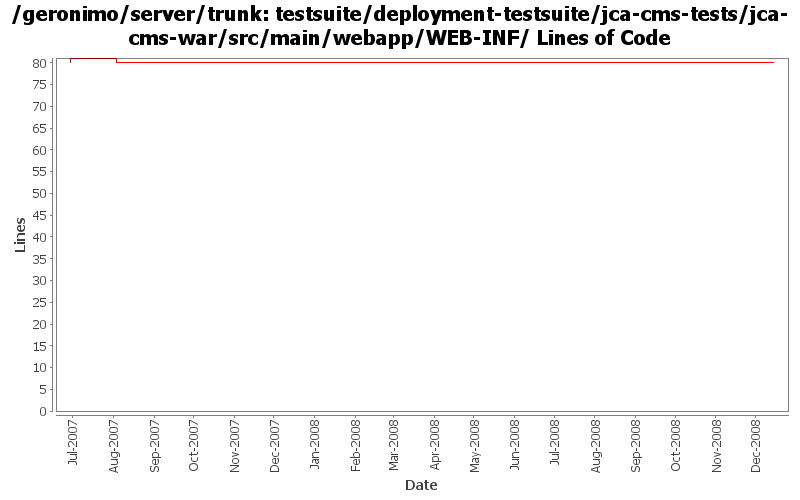 /geronimo/server/trunk: testsuite/deployment-testsuite/jca-cms-tests/jca-
cms-war/src/main/webapp/WEB-INF/ Lines of Code
80
75
70
65
60
55
50
45
40
35
30
25
20
15
10
5
0
Lines
Jul-2007
Aug-2007
Sep-2007
Oct-2007
Nov-2007
Dec-2007
Jan-2008
Feb-2008
Mar-2008
Apr-2008
May-2008
Jun-2008
Jul-2008
Aug-2008
Sep-2008
Oct-2008
Nov-2008
Dec-2008
Date